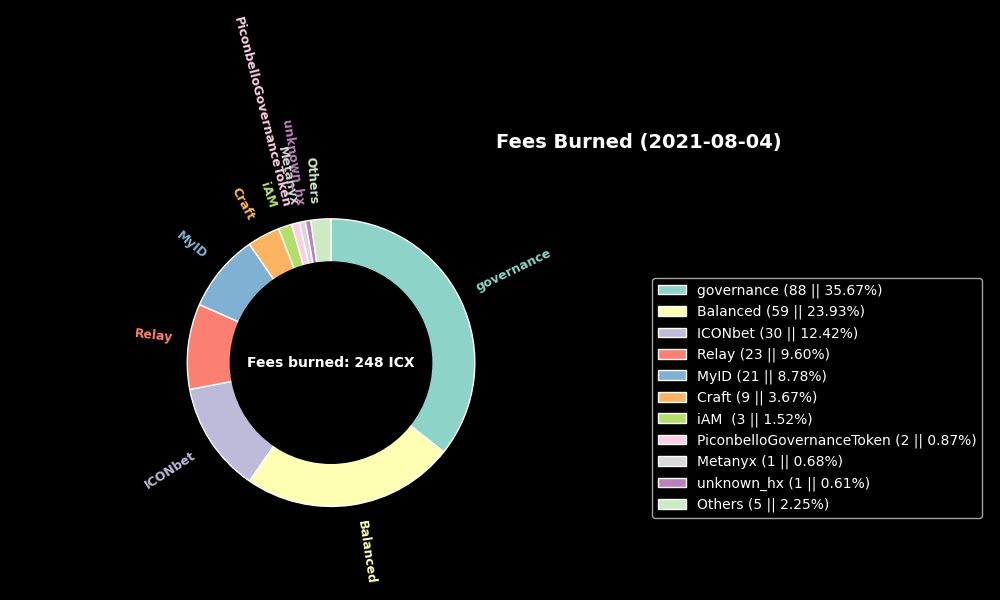 Fees Burned (2021-08-04)
PiconbelloGovernanceToken
unknown_hx
Metanyx
Others
iAM
Craft
MyID
governance
Relay
Fees burned: 248 ICX
ICONbet
Balanced
governance (88 || 35.67%)
Balanced (59 || 23.93%)
ICONbet (30 || 12.42%)
Relay (23 || 9.60%)
MyID (21 || 8.78%)
Craft (9 || 3.67%)
iAM  (3 || 1.52%)
PiconbelloGovernanceToken (2 || 0.87%)
Metanyx (1 || 0.68%)
unknown_hx (1 || 0.61%)
Others (5 || 2.25%)